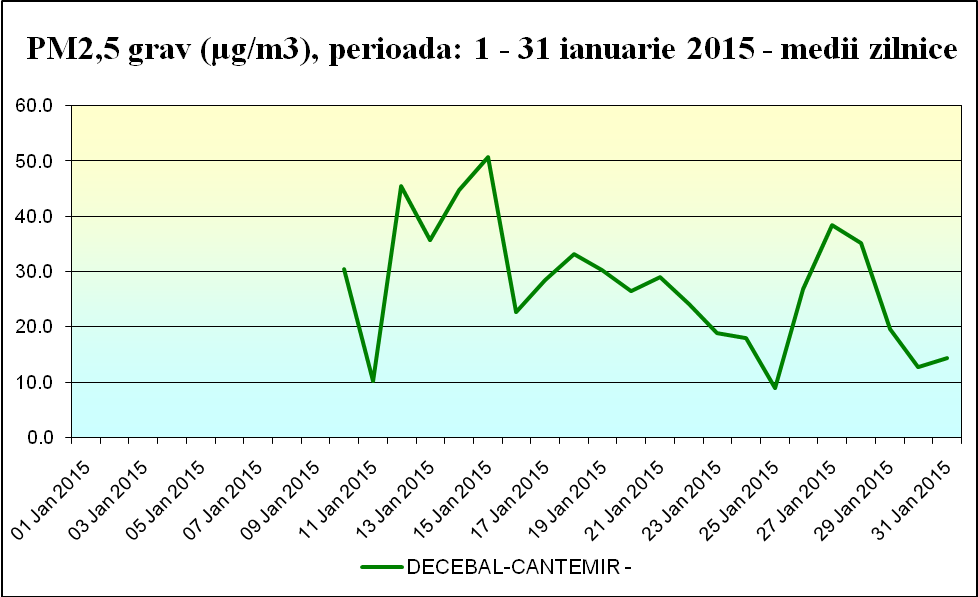 PM2,5 grav (µg/m3), perioada: 1 - 31 ianuarie 2015 - medii zilnice
60.0
50.0
40.0
30.0
20.0
10.0
0.0
01 Jan 2015
03 Jan 2015
05 Jan 2015
07 Jan 2015
09 Jan 2015
11 Jan 2015
13 Jan 2015
15 Jan 2015
17 Jan 2015
19 Jan 2015
21 Jan 2015
23 Jan 2015
25 Jan 2015
27 Jan 2015
29 Jan 2015
31 Jan 2015
DECEBAL-CANTEMIR -